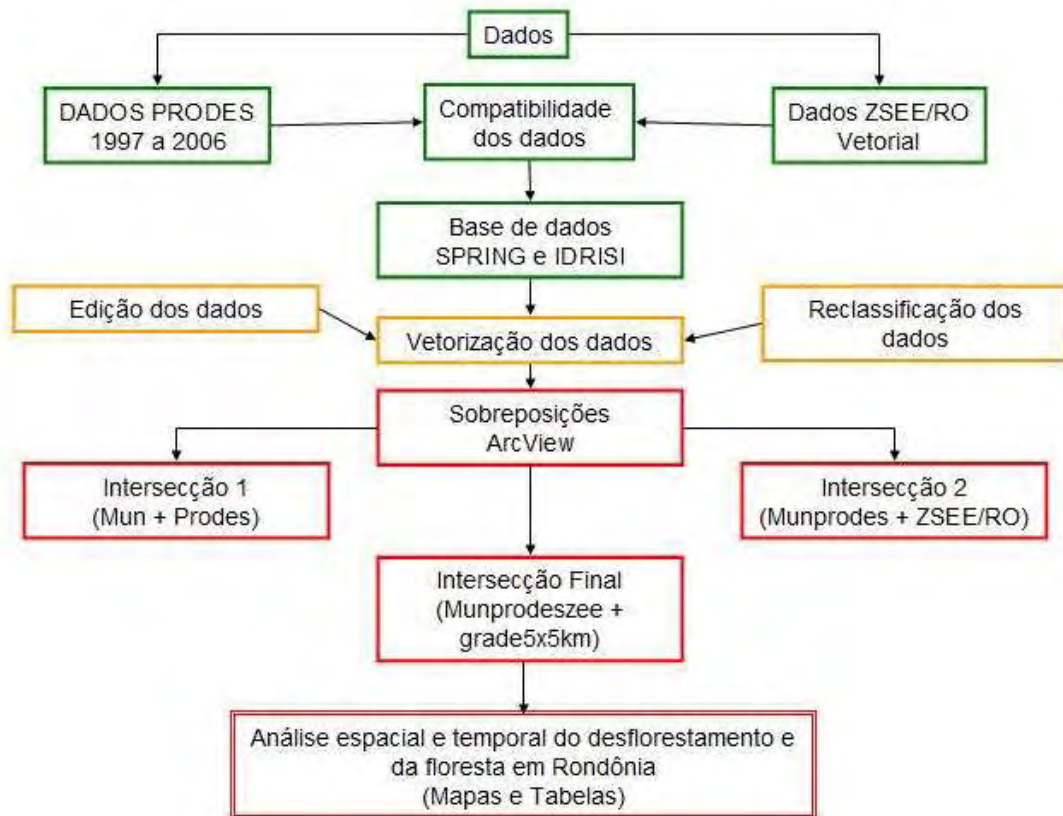 Dados
DADOS PRODES
1997 a 2006
Compatibilidade
dos dados
Dados ZSEE/RO
Vetorial
Base de dados
SPRING e IDRISI
Edição dos dados
Vetorização dos dados
Reclassificação dos
dados
Sobreposições
ArcView
Intersecção 1
(Mun + Prodes)
Intersecção 2
(Munprodes + ZSEE/RO)
Intersecção Final
(Munprodeszee +
grade5x5km)
Análise espacial e temporal do desflorestamento e
da floresta em Rondônia
(Mapas e Tabelas)